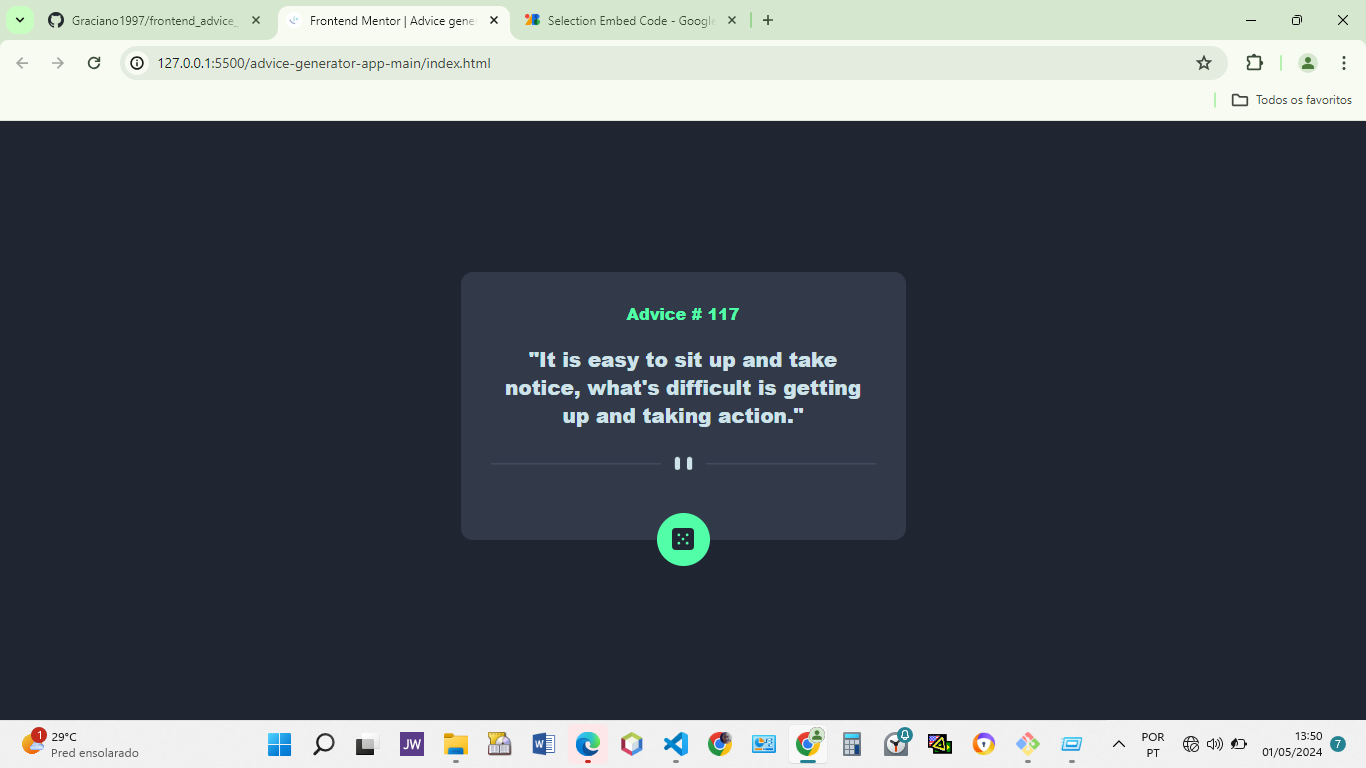 Graciano1997/frontend_advice_
Frontend Mentor | Advice gene
Selection Embed Code - Google
127.0.0.1:5500/advice-generator-app-main/index.html
Todos os favoritos
Advice # 117
"It is easy to sit up and take
notice, what's difficult is getting
up and taking action."
1
29°C
Pred ensolarado
JW
POR
PT
13:50
01/05/2024
7